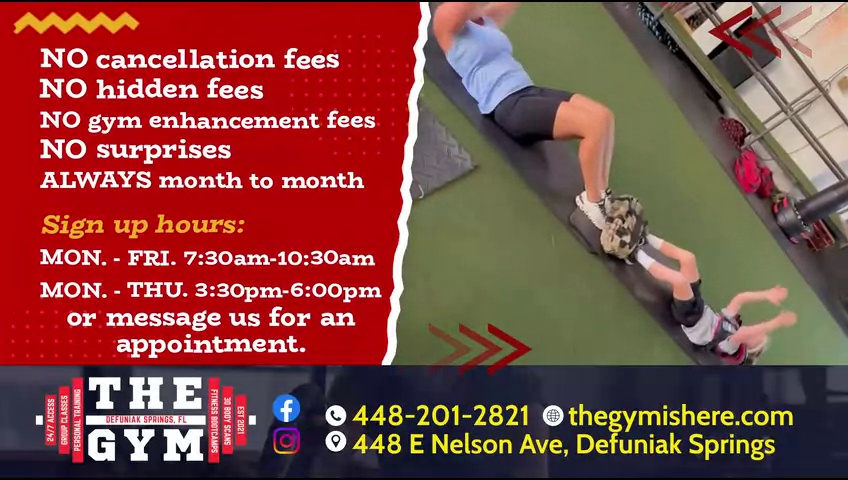 NO cancellation fees
NO hidden fees
NO gym enhancement fees
NO surprises
ALWAYS month to month
Sign up hours:
MON. - FRI. 7:30am-10:30am
MON. - THU. 3:30pm-6:00pm
or message us for an
appointment.
24/7 ACCESS
GROUP CLASSES
PERSONAL TRAINING
THE
DEFUNIAK SPRINGS, FL
GYM
FITNESS BOOTCAMPS
3D BODY SCANS
EST 2021
448-201-2821
thegymishere.com
448 E Nelson Ave, Defuniak Springs